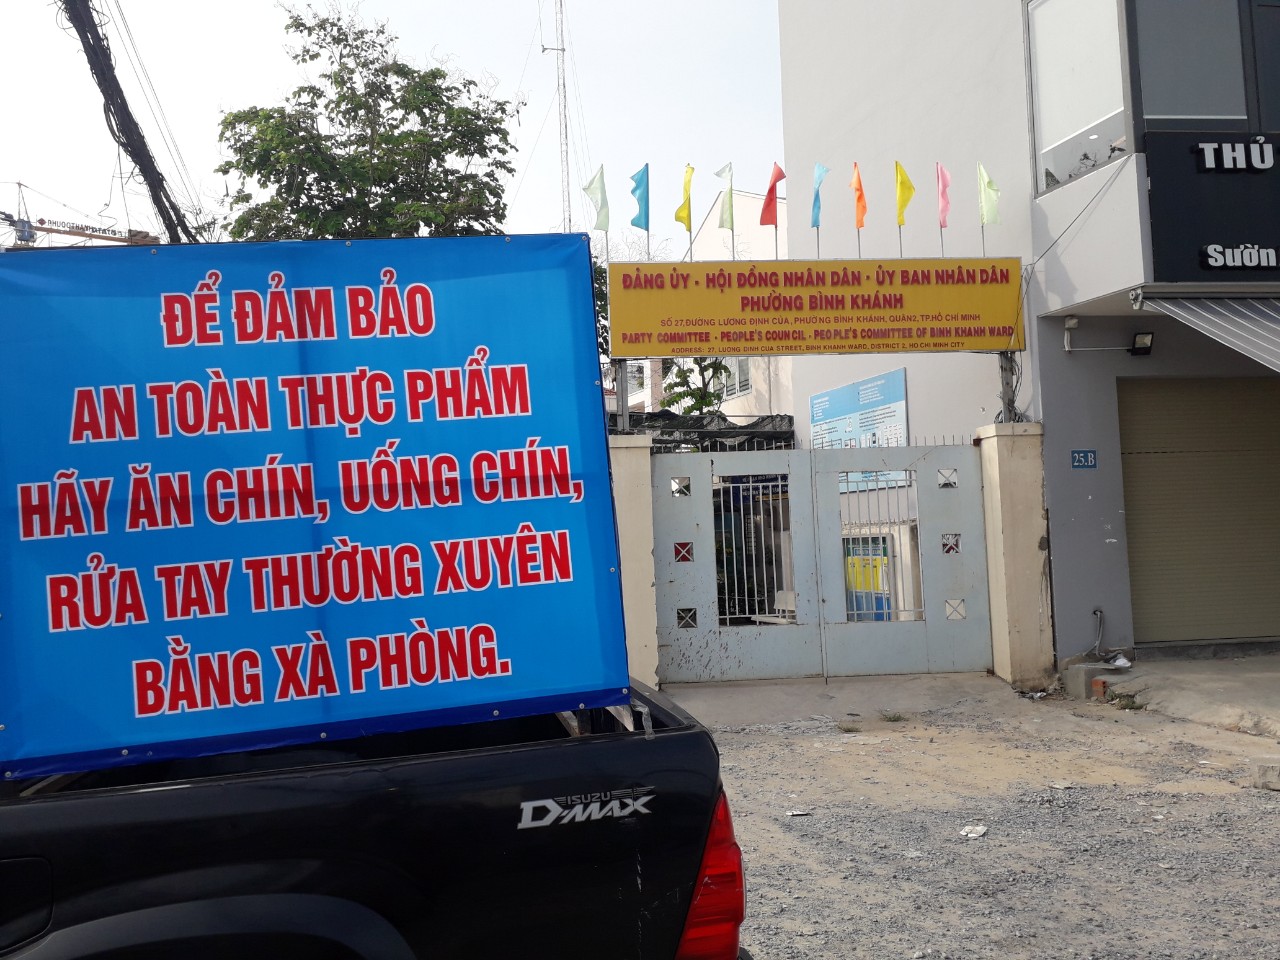 ĐỂ ĐẢM BẢO
AN TOÀN THỰC PHẨM
HÃY ĂN CHÍN, UỐNG CHÍN,
RỬA TAY THƯỜNG XUYÊN
BẰNG XÀ PHÒNG.
ĐẢNG ỦY - HỘI ĐỒNG NHÂN DÂN - ỦY BAN NHÂN DÂN
PHƯỜNG BÌNH KHÁNH
SỐ 27, ĐƯỜNG LƯƠNG ĐỊNH CỦA, PHƯỜNG BÌNH KHÁNH, QUẬN2, TP.HỒ CHÍ MINH
PARTY COMMITTEE - PEOPLE'S COUNCIL - PEOPLE'S COMMITTEE OF BINH KHANH WARD
ADDRESS: 27, LUONG DINH CUA STREET, BINH KHANH WARD, DISTRICT 2, HO CHI MINH CITY
THỦ
Sườn
25.B
ISUZU
D-MAX